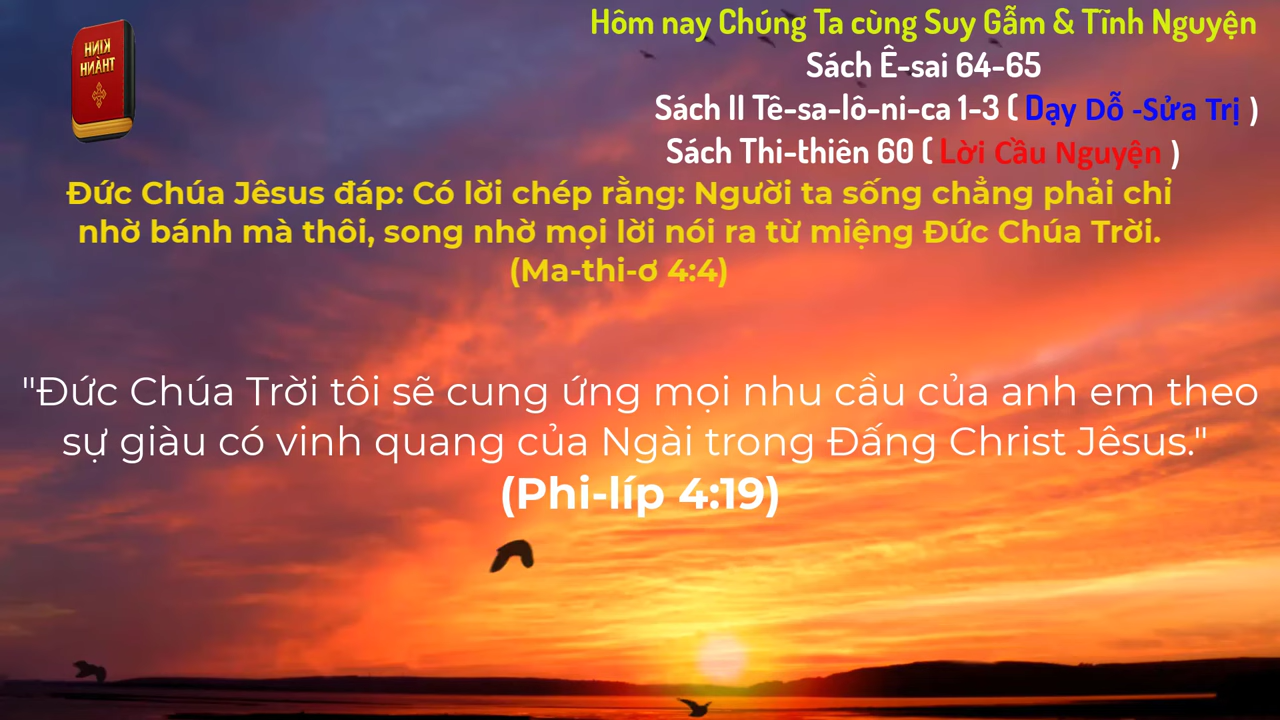 KINH
THÁNH
Hôm nay Chúng Ta cùng Suy Gẫm & Tĩnh Nguyện
Sách Ê-sai 64-65
Sách II Tê-sa-lô-ni-ca 1-3 ( Dạy Dỗ -Sửa Trị )
Sách Thi-thiên 60 ( Lời Cầu Nguyện )
Đức Chúa Jêsus đáp: Có lời chép rằng: Người ta sống chẳng phải chỉ
nhờ bánh mà thôi, song nhờ mọi lời nói ra từ miệng Đức Chúa Trời.
(Ma-thi-ơ 4:4)
"Đức Chúa Trời tôi sẽ cung ứng mọi nhu cầu của anh em theo
sự giàu có vinh quang của Ngài trong Đấng Christ Jêsus."
(Phi-líp 4:19)